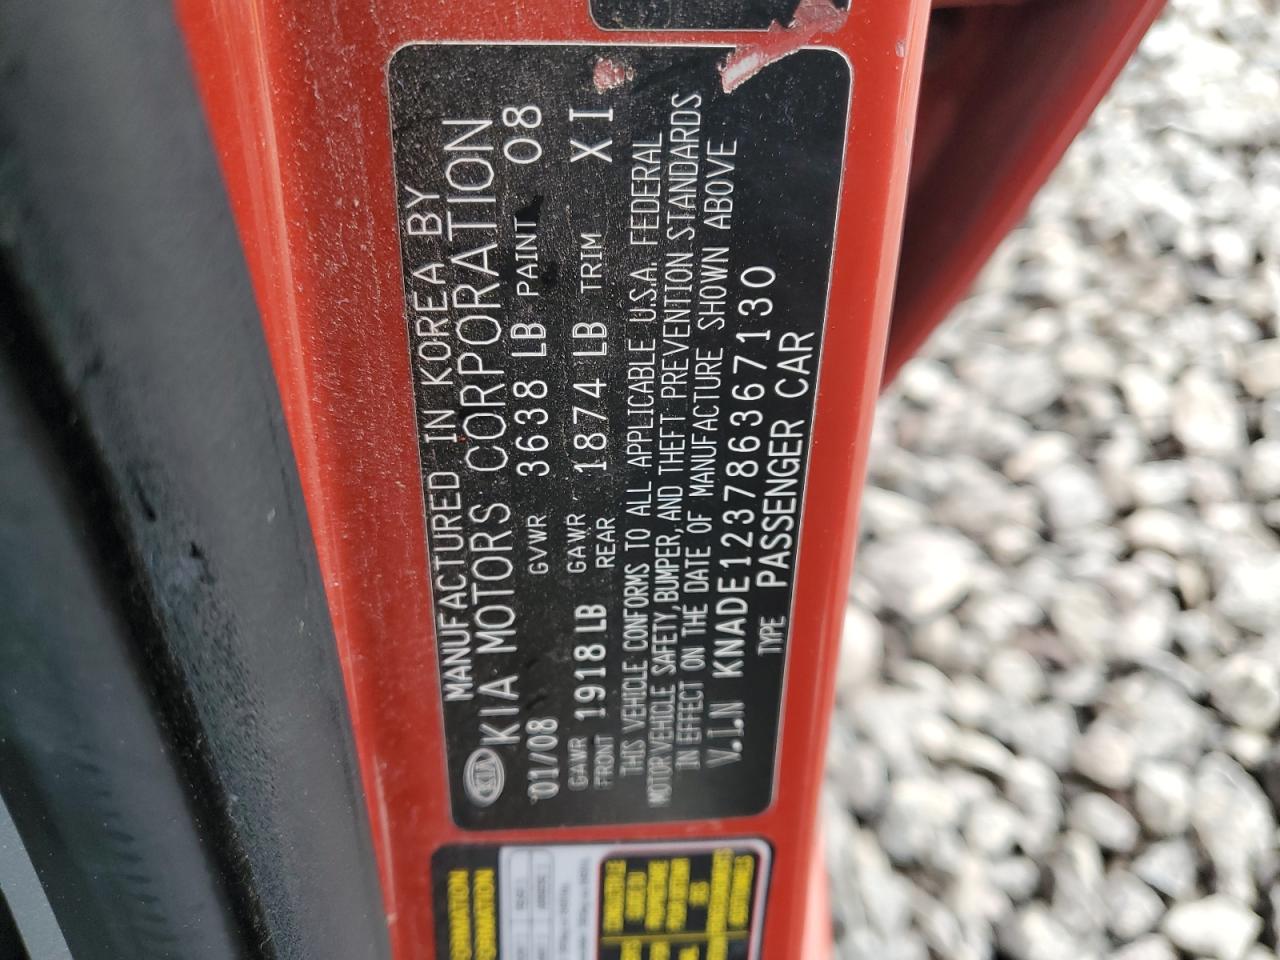 MANUFACTURED IN KOREA BY
KIA KIA MOTORS CORPORATION
01/08 GVWR 3638 LB PAINT 08
GAWR FRONT 1918 LB GAWR REAR 1874 LB TRIM XI
THIS VEHICLE CONFORMS TO ALL APPLICABLE U.S.A. FEDERAL
MOTOR VEHICLE SAFETY, BUMPER, AND THEFT PREVENTION STANDARDS
IN EFFECT ON THE DATE OF MANUFACTURE SHOWN ABOVE
V.I.N KNADE123786367130
TYPE PASSENGER CAR